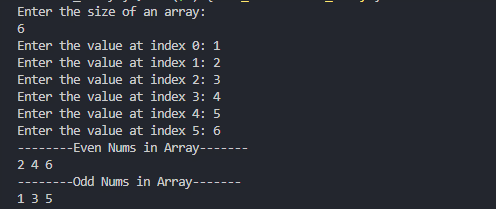 Enter the size of an array:
6
Enter the value at index 0: 1
Enter the value at index 1: 2
Enter the value at index 2: 3
Enter the value at index 3: 4
Enter the value at index 4: 5
Enter the value at index 5: 6
--------Even Nums in Array-------
2 4 6
--------Odd Nums in Array-------
1 3 5